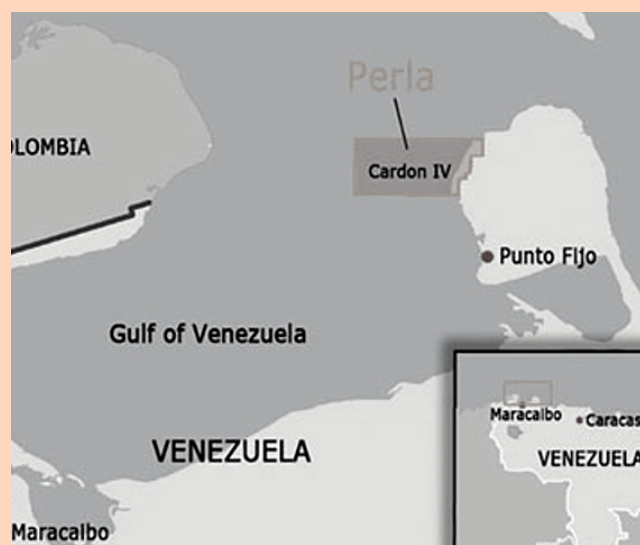 Perla
OLOMBIA
Cardon IV
Punto Fijo
Gulf of Venezuela
VENEZUELA
Maracaibo
Maracaibo
Caracas
VENEZUELA